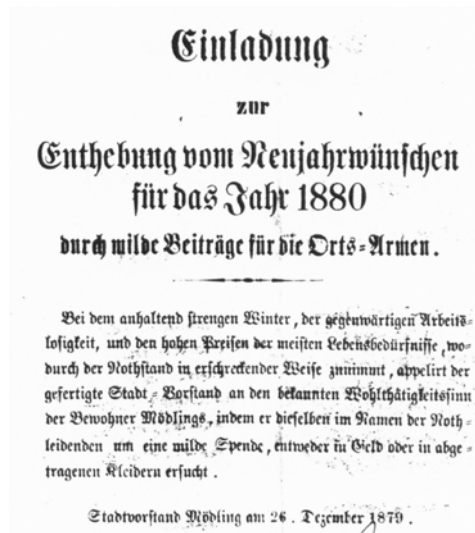 Einladung
zur
Enthebung vom Neujahrwünschen
für das Jahr 1880
durch milde Beiträge für die Orts-Armen.
Bei dem anhaltend strengen Winter, der gegenwärtigen Arbeits-
losigkeit, und den hohen Preisen der meisten Lebensbedürfnisse, wo-
durch der Nothstand in erschreckender Weise zunimmt, appelirt der
gefertigte Stadt-Vorstand an den bekannten Wohlthätigkeitssinn
der Bewohner Mödlings, indem er dieselben im Namen der Noth-
leidenden um eine milde Spende, entweder in Geld oder in abge-
tragenen Kleidern ersucht.
Stadtvorstand Mödling am 26. Dezember 1879.